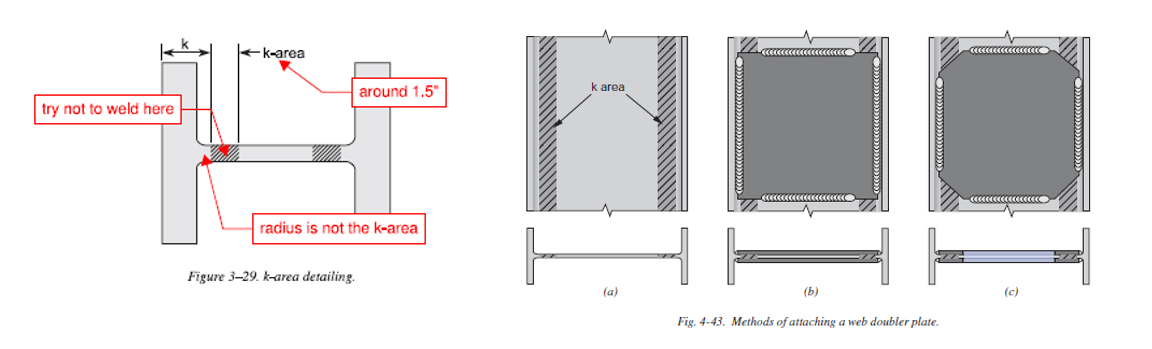 k
k-area
around 1.5"
try not to weld here
radius is not the k-area
Figure 3–29. k-area detailing.
k area
(a)
(b)
(c)
Fig. 4-43. Methods of attaching a web doubler plate.